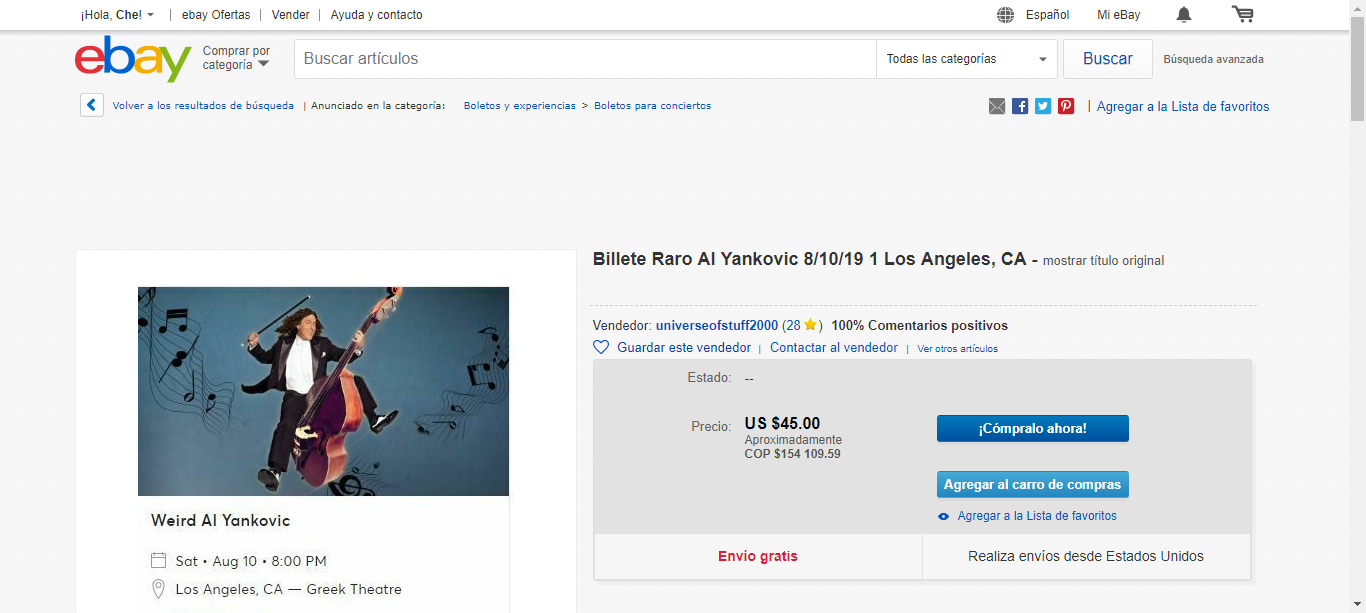 ¡Hola, Che! | ebay Ofertas | Vender | Ayuda y contacto Español Mi eBay
ebay Comprar por categoría Buscar artículos Todas las categorías Buscar Búsqueda avanzada
Volver a los resultados de búsqueda | Anunciado en la categoría: Boletos y experiencias > Boletos para conciertos | Agregar a la Lista de favoritos
Billete Raro Al Yankovic 8/10/19 1 Los Angeles, CA - mostrar título original
Vendedor: universeofstuff2000 (28) 100% Comentarios positivos
Guardar este vendedor | Contactar al vendedor | Ver otros artículos
Estado: --
Precio: US $45.00
Aproximadamente
COP $154 109.59
¡Cómpralo ahora!
Agregar al carro de compras
Agregar a la Lista de favoritos
Envío gratis
Realiza envíos desde Estados Unidos
Weird Al Yankovic
Sat • Aug 10 • 8:00 PM
Los Angeles, CA — Greek Theatre